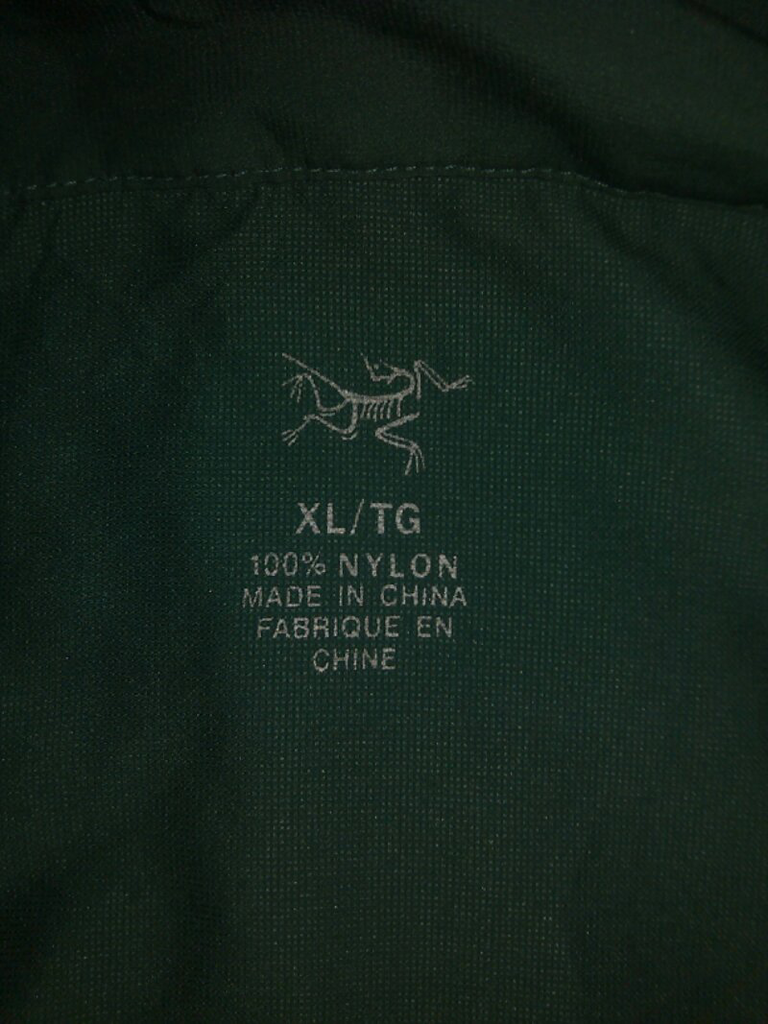 XL/TG
100% NYLON
MADE IN CHINA
FABRIQUE EN
CHINE